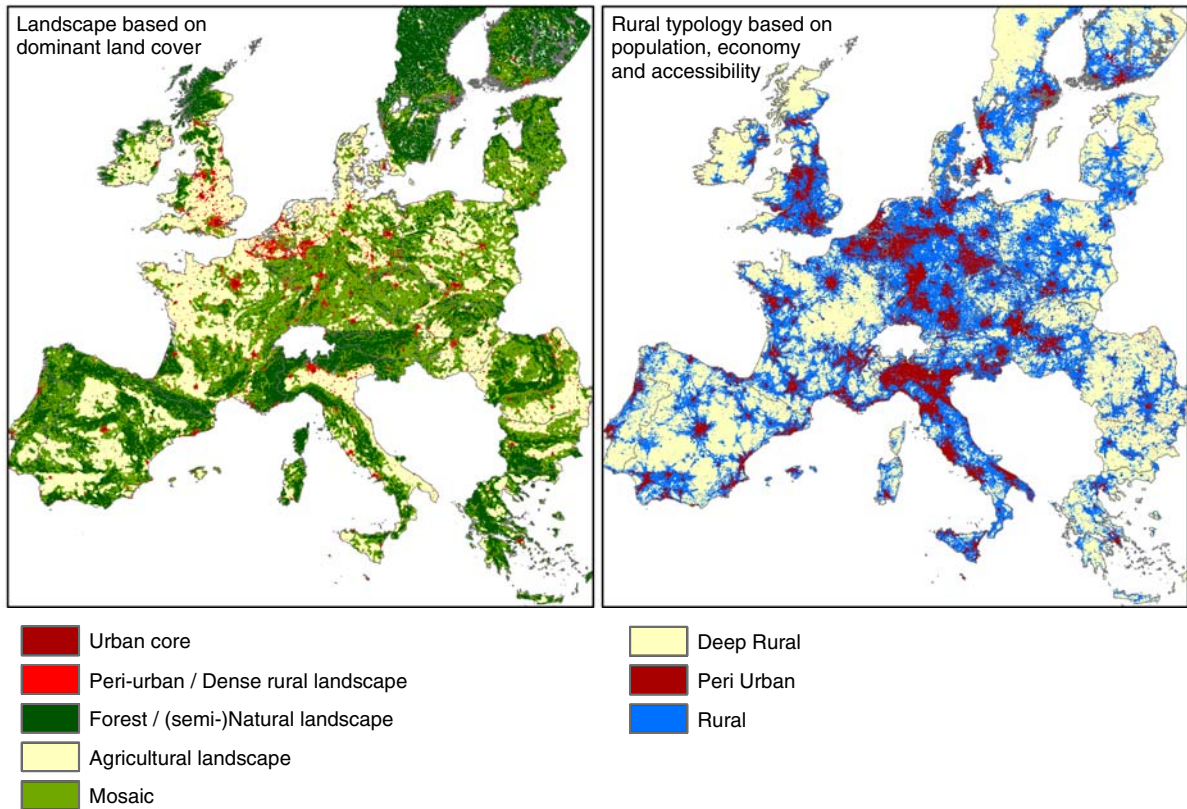 Landscape based on
dominant land cover
Rural typology based on
population, economy
and accessibility
Urban core
Peri-urban / Dense rural landscape
Forest / (semi-)Natural landscape
Agricultural landscape
Mosaic
Deep Rural
Peri Urban
Rural